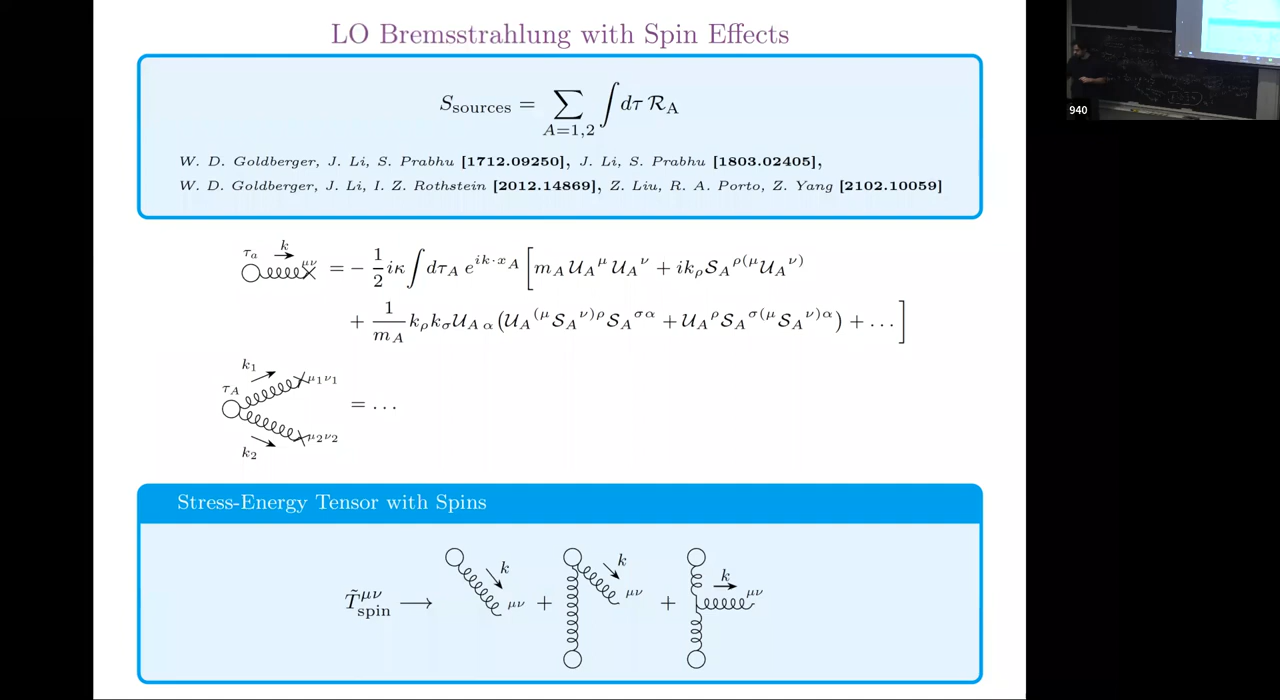 LO Bremsstrahlung with Spin Effects
S_sources = ∑_{A=1,2} ∫ dτ ℛ_A
W. D. Goldberger, J. Li, S. Prabhu [1712.09250], J. Li, S. Prabhu [1803.02405],
W. D. Goldberger, J. Li, I. Z. Rothstein [2012.14869], Z. Liu, R. A. Porto, Z. Yang [2102.10059]
τ_a k μν = − 1/2 iκ ∫ dτ_A e^{ik·x_A} [ m_A 𝒰_A^μ 𝒰_A^ν + ik_ρ 𝒮_A^{ρ(μ} 𝒰_A^{ν)}
+ 1/m_A k_ρ k_σ 𝒰_{A α} (𝒰_A^{(μ} 𝒮_A^{ν)ρ} 𝒮_A^{σα} + 𝒰_A^ρ 𝒮_A^{σ(μ} 𝒮_A^{ν)α}) + … ]
τ_A k_1 μ_1ν_1 k_2 μ_2ν_2 = …
Stress-Energy Tensor with Spins
T̃^{μν}_spin ⟶ k μν + k μν + k μν
940